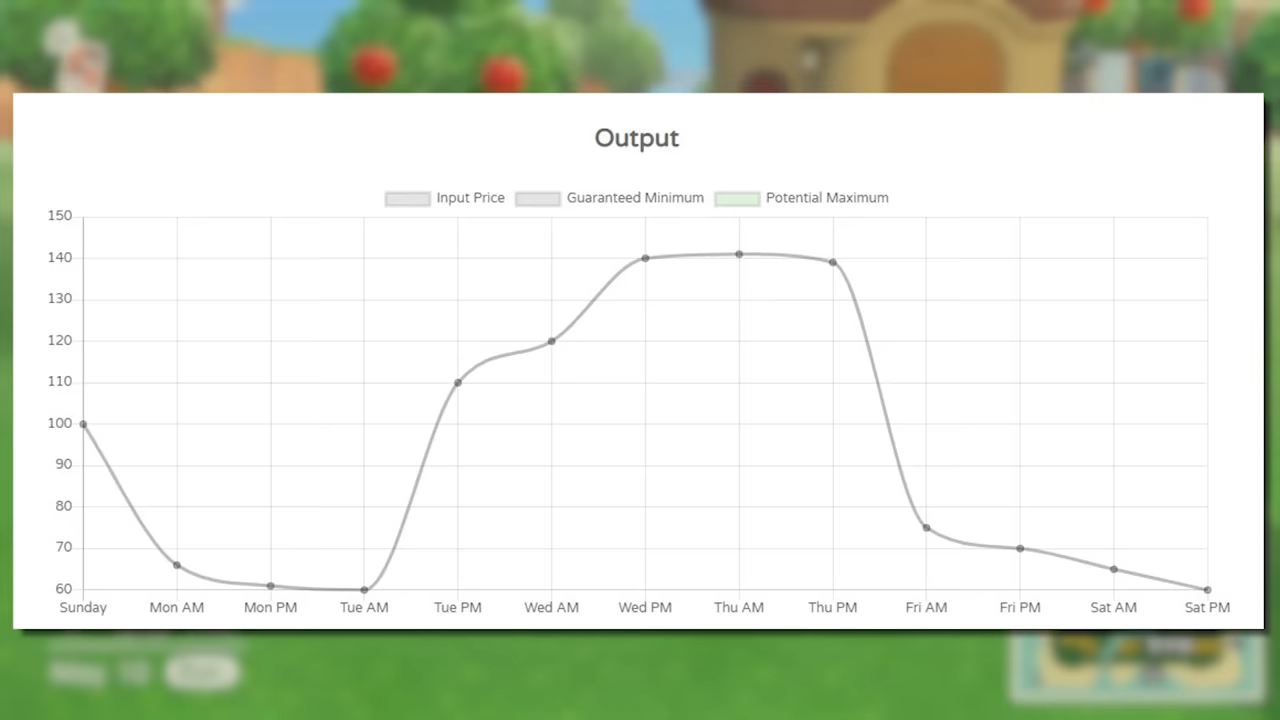 Output
Input Price Guaranteed Minimum Potential Maximum
150
140
130
120
110
100
90
80
70
60
Sunday Mon AM Mon PM Tue AM Tue PM Wed AM Wed PM Thu AM Thu PM Fri AM Fri PM Sat AM Sat PM
May 10